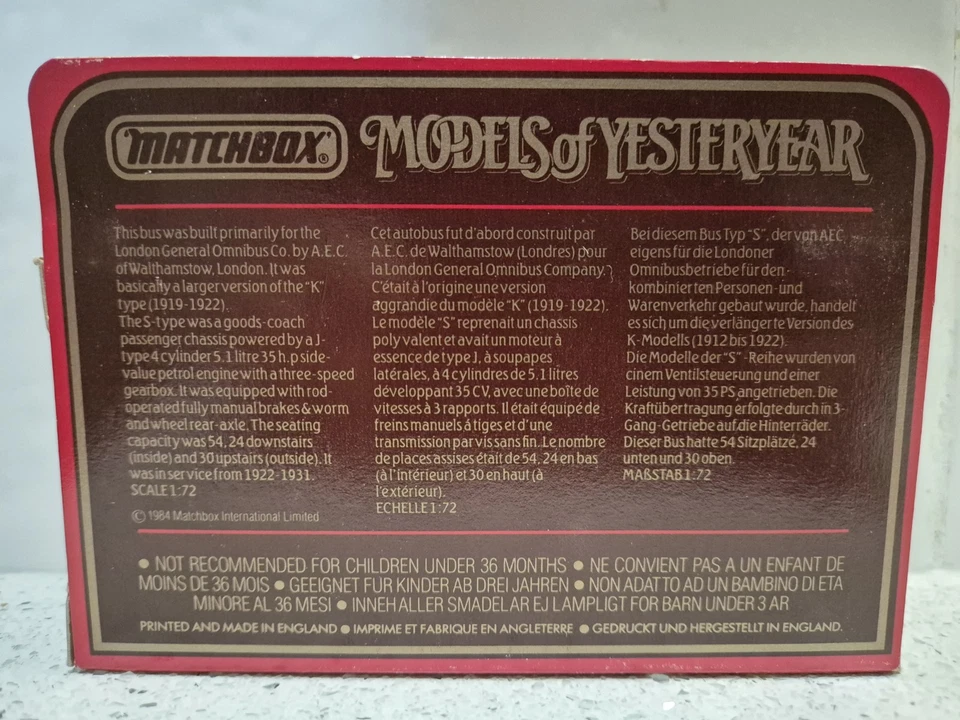 MATCHBOX® MODELS of YESTERYEAR
This bus was built primarily for the
London General Omnibus Co. by A.E.C.
of Walthamstow, London. It was
basically a larger version of the "K"
type (1919-1922).
The S-type was a goods-coach
passenger chassis powered by a J-
type 4 cylinder 5.1 litre 35 h.p side-
value petrol engine with a three-speed
gearbox. It was equipped with rod-
operated fully manual brakes & worm
and wheel rear-axle. The seating
capacity was 54, 24 downstairs
(inside) and 30 upstairs (outside). It
was in service from 1922-1931.
SCALE 1:72
© 1984 Matchbox International Limited
Cet autobus fut d'abord construit par
A.E.C. de Walthamstow (Londres) pour
la London General Omnibus Company.
C'était à l'origine une version
aggrandie du modèle "K" (1919-1922).
Le modèle "S" reprenait un chassis
poly valent et avait un moteur à
essence de type J, à soupapes
latérales, à 4 cylindres de 5.1 litres
développant 35 CV, avec une boîte de
vitesses à 3 rapports. Il était équipé de
freins manuels á tiges et d'une
transmission par vis sans fin. Le nombre
de places assises était de 54, 24 en bas
(à l'intérieur) et 30 en haut (à
l'extérieur).
ECHELLE 1:72
Bei diesem Bus Typ "S", der von AEC
eigens für die Londoner
Omnibusbetriebe für den
kombinierten Personen-und
Warenverkehr gebaut wurde, handelt
es sich um die verlängerte Version des
K-Modells (1912 bis 1922).
Die Modelle der "S"-Reihe wurden von
cinem Ventilsteuerung und einer
Leistung von 35 PS angetrieben. Die
Kraftübertragung erfolgte durch in 3-
Gang-Getriebe auf die Hinterräder.
Dieser Bus hatte 54 Sitzplätzé, 24
unten und 30 oben.
MAẞSTAB 1:72
● NOT RECOMMENDED FOR CHILDREN UNDER 36 MONTHS ● NE CONVIENT PAS A UN ENFANT DE
MOINS DE 36 MOIS ● GEEIGNET FUR KINDER AB DREI JAHREN ● NON ADATTO AD UN BAMBINO DI ETA
MINORE AL 36 MESI ● INNEHALLER SMADELAR EJ LAMPLIGT FOR BARN UNDER 3 AR
PRINTED AND MADE IN ENGLAND ● IMPRIME ET FABRIQUE EN ANGLETERRE ● GEDRUCKT UND HERGESTELLT IN ENGLAND.